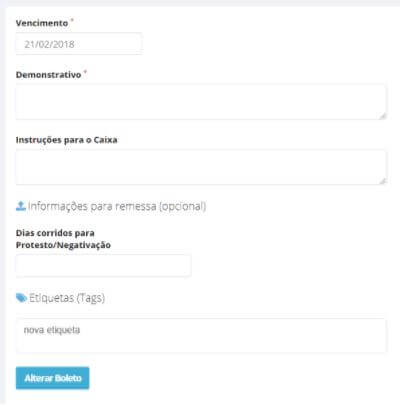 Vencimento *
21/02/2018
Demonstrativo *
Instruções para o Caixa
Informações para remessa (opcional)
Dias corridos para
Protesto/Negativação
Etiquetas (Tags)
nova etiqueta
Alterar Boleto